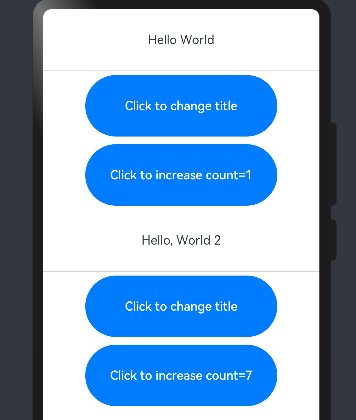 Hello World
Click to change title
Click to increase count=1
Hello, World 2
Click to change title
Click to increase count=7